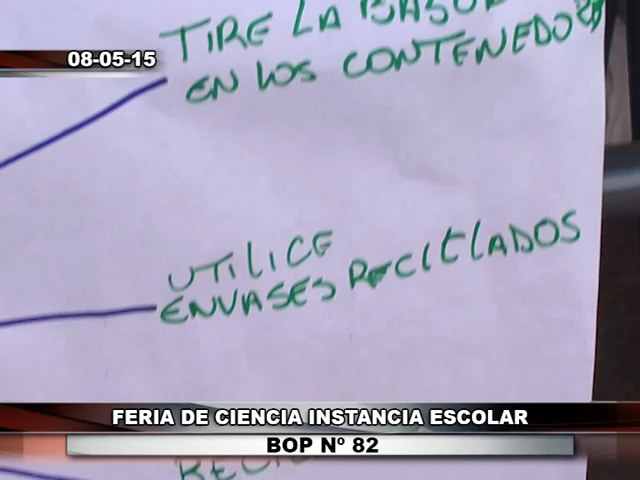 08-05-15
TIRE LA BASUR
EN LOS CONTENEDORES
UTILICE
ENVASES RECICLADOS
FERIA DE CIENCIA INSTANCIA ESCOLAR
BOP Nº 82